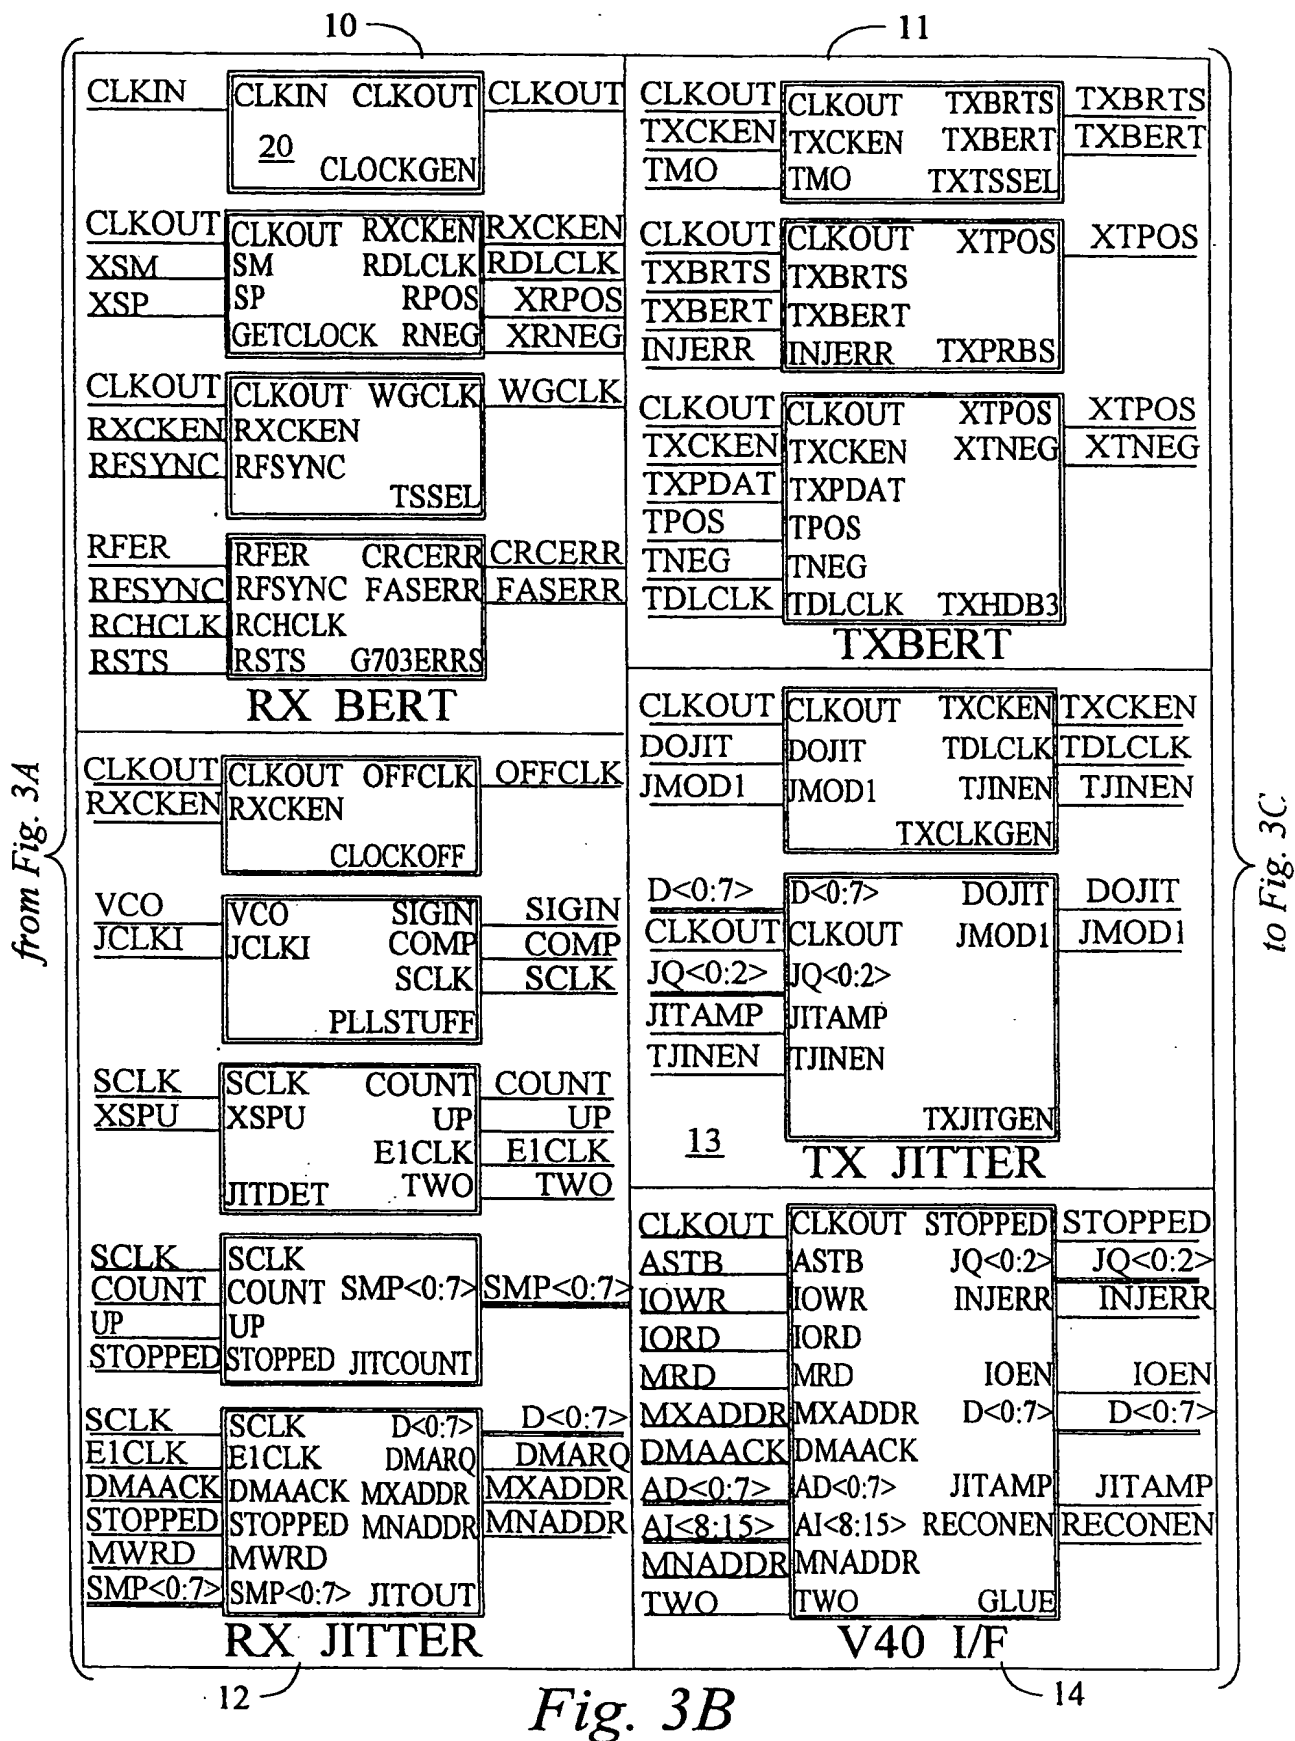 10
11
from Fig. 3A
CLKIN CLKIN CLKOUT CLKOUT
20
CLOCKGEN
CLKOUT CLKOUT RXCKEN RXCKEN
XSM SM RDLCLK RDLCLK
XSP SP RPOS XRPOS
GETCLOCK RNEG XRNEG
CLKOUT CLKOUT WGCLK WGCLK
RXCKEN RXCKEN
RFSYNC RFSYNC
TSSEL
RFER RFER CRCERR CRCERR
RFSYNC RFSYNC FASERR FASERR
RCHCLK RCHCLK
RSTS RSTS G703ERRS
RX BERT
CLKOUT CLKOUT OFFCLK OFFCLK
RXCKEN RXCKEN
CLOCKOFF
VCO VCO SIGIN SIGIN
JCLKI JCLKI COMP COMP
SCLK SCLK
PLLSTUFF
SCLK SCLK COUNT COUNT
XSPU XSPU UP UP
E1CLK E1CLK
JITDET TWO TWO
SCLK SCLK
COUNT COUNT SMP<0:7> SMP<0:7>
UP UP
STOPPED STOPPED JITCOUNT
SCLK SCLK D<0:7> D<0:7>
E1CLK E1CLK DMARQ DMARQ
DMAACK DMAACK MXADDR MXADDR
STOPPED STOPPED MNADDR MNADDR
MWRD MWRD
SMP<0:7> SMP<0:7> JITOUT
RX JITTER
12
CLKOUT CLKOUT TXBRTS TXBRTS
TXCKEN TXCKEN TXBERT TXBERT
TMO TMO TXTSSEL
CLKOUT CLKOUT XTPOS XTPOS
TXBRTS TXBRTS
TXBERT TXBERT
INJERR INJERR TXPRBS
CLKOUT CLKOUT XTPOS XTPOS
TXCKEN TXCKEN XTNEG XTNEG
TXPDAT TXPDAT
TPOS TPOS
TNEG TNEG
TDLCLK TDLCLK TXHDB3
TXBERT
CLKOUT CLKOUT TXCKEN TXCKEN
DOJIT DOJIT TDLCLK TDLCLK
JMOD1 JMOD1 TJINEN TJINEN
TXCLKGEN
D<0:7> D<0:7> DOJIT DOJIT
CLKOUT CLKOUT JMOD1 JMOD1
JQ<0:2> JQ<0:2>
JITAMP JITAMP
TJINEN TJINEN
TXJITGEN
13
TX JITTER
CLKOUT CLKOUT STOPPED STOPPED
ASTB ASTB JQ<0:2> JQ<0:2>
IOWR IOWR INJERR INJERR
IORD IORD
MRD MRD IOEN IOEN
MXADDR MXADDR D<0:7> D<0:7>
DMAACK DMAACK
AD<0:7> AD<0:7> JITAMP JITAMP
AI<8:15> AI<8:15> RECONEN RECONEN
MNADDR MNADDR
TWO TWO GLUE
V40 I/F
14
to Fig. 3C
Fig. 3B